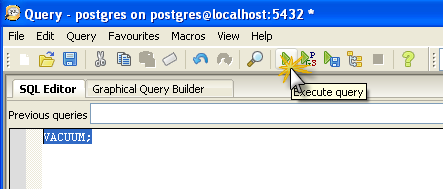 Query - postgres on postgres@localhost:5432 *
File Edit Query Favourites Macros View Help
SQL Editor Graphical Query Builder
Execute query
Previous queries
VACUUM;